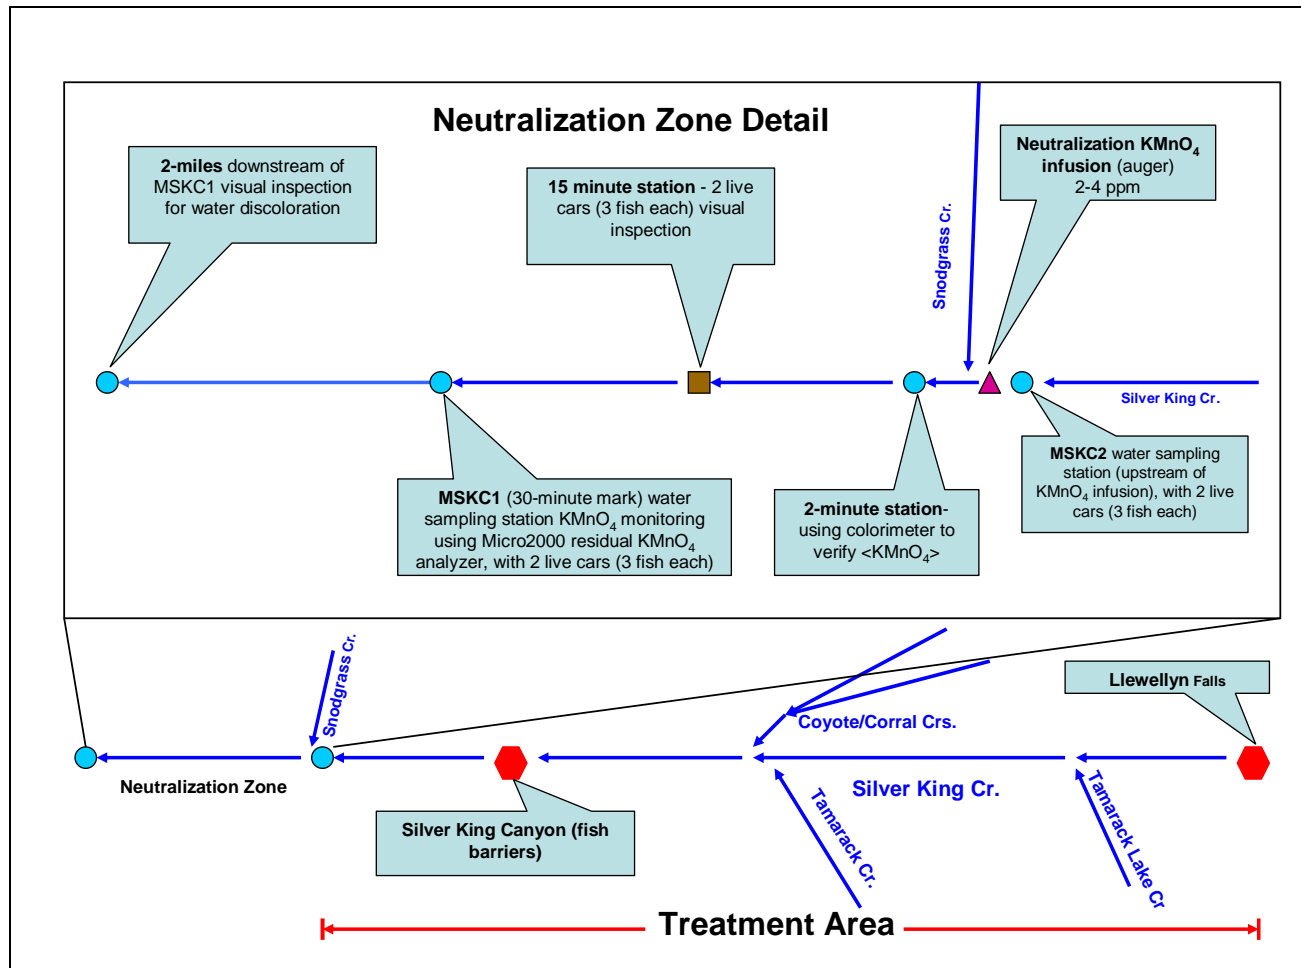 Neutralization Zone Detail
2-miles downstream of
MSKC1 visual inspection
for water discoloration
15 minute station - 2 live
cars (3 fish each) visual
inspection
Neutralization KMnO4
infusion (auger)
2-4 ppm
Snodgrass Cr.
Silver King Cr.
MSKC1 (30-minute mark) water
sampling station KMnO4 monitoring
using Micro2000 residual KMnO4
analyzer, with 2 live cars (3 fish each)
2-minute station-
using colorimeter to
verify <KMnO4>
MSKC2 water sampling
station (upstream of
KMnO4 infusion), with 2 live
cars (3 fish each)
Snodgrass Cr.
Coyote/Corral Crs.
Llewellyn Falls
Neutralization Zone
Silver King Canyon (fish
barriers)
Silver King Cr.
Tamarack Cr.
Tamarack Lake Cr
Treatment Area